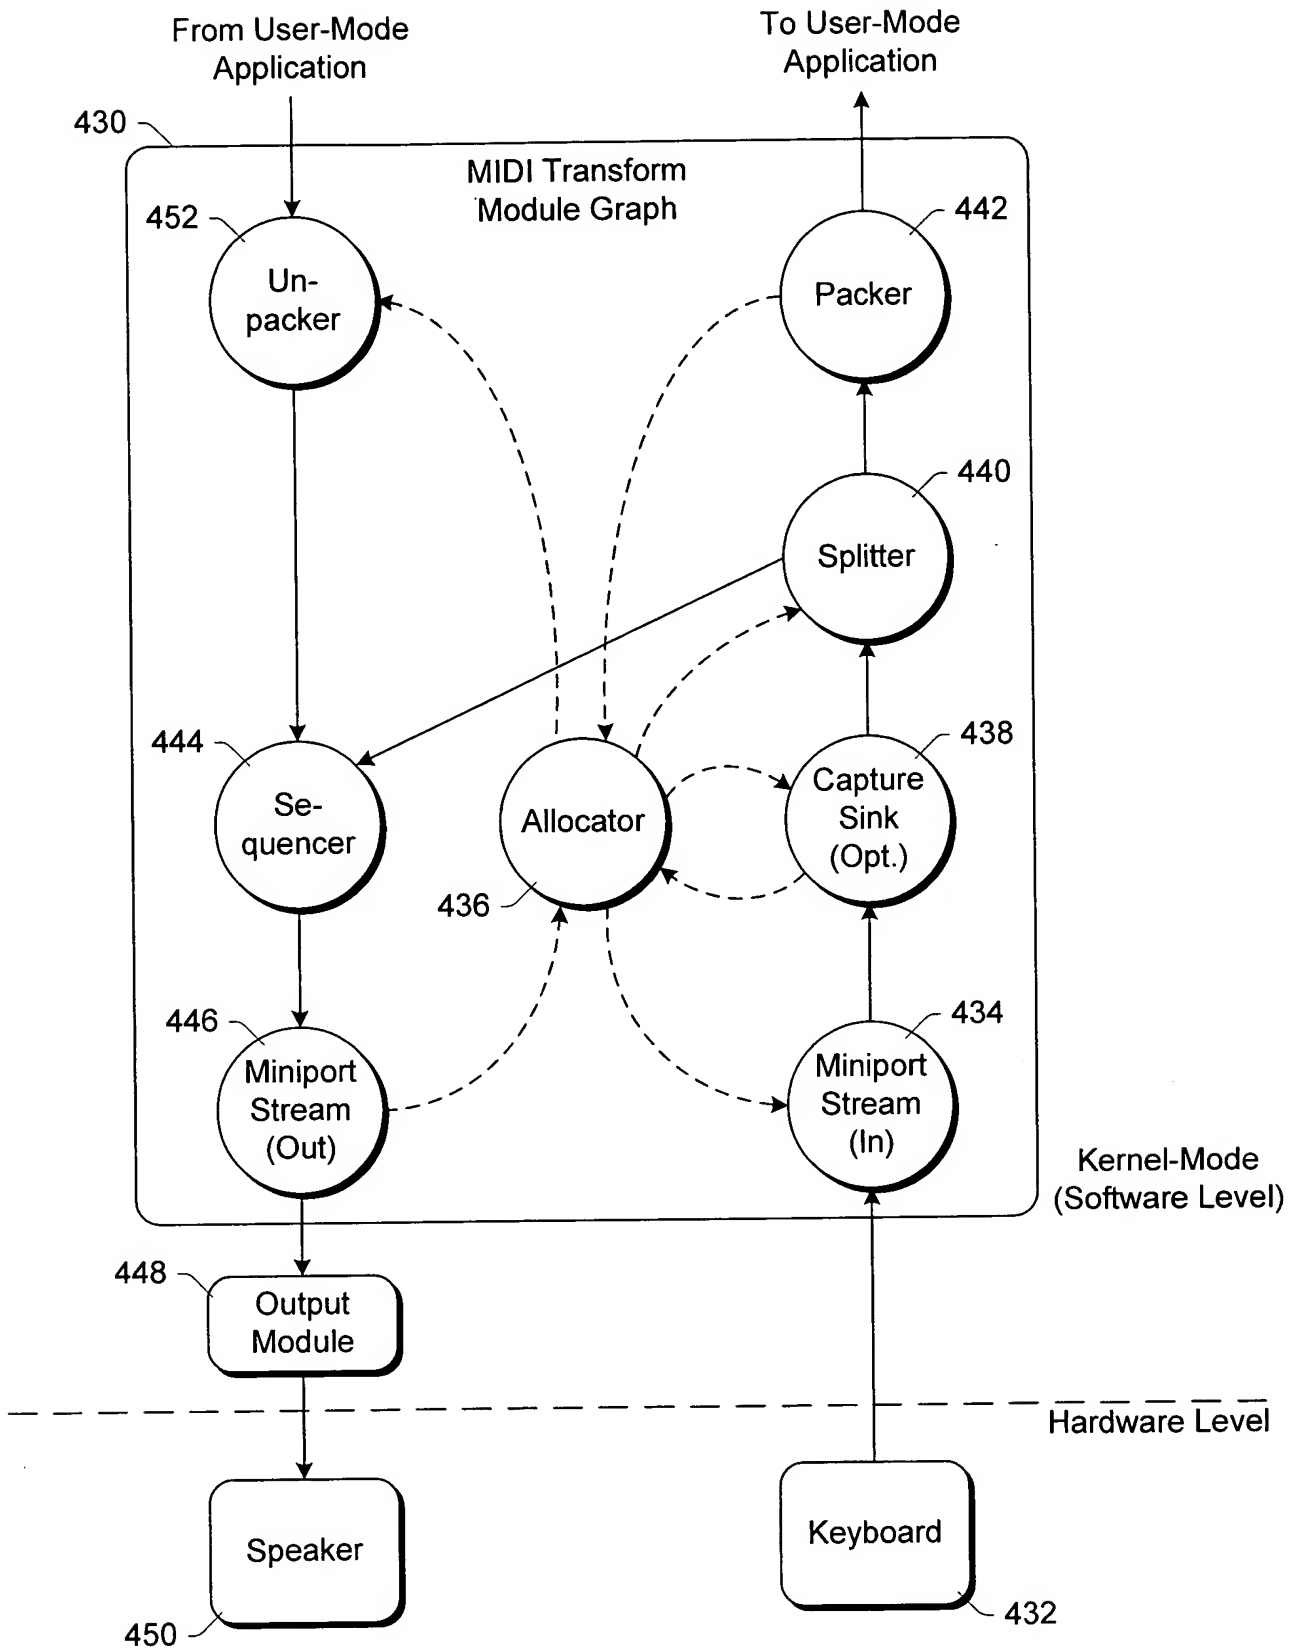 From User-Mode
Application
To User-Mode
Application
430
MIDI Transform
Module Graph
452
Un-
packer
442
Packer
440
Splitter
444
Se-
quencer
Allocator
436
438
Capture
Sink
(Opt.)
446
Miniport
Stream
(Out)
434
Miniport
Stream
(In)
Kernel-Mode
(Software Level)
448
Output
Module
Hardware Level
Speaker
450
Keyboard
432